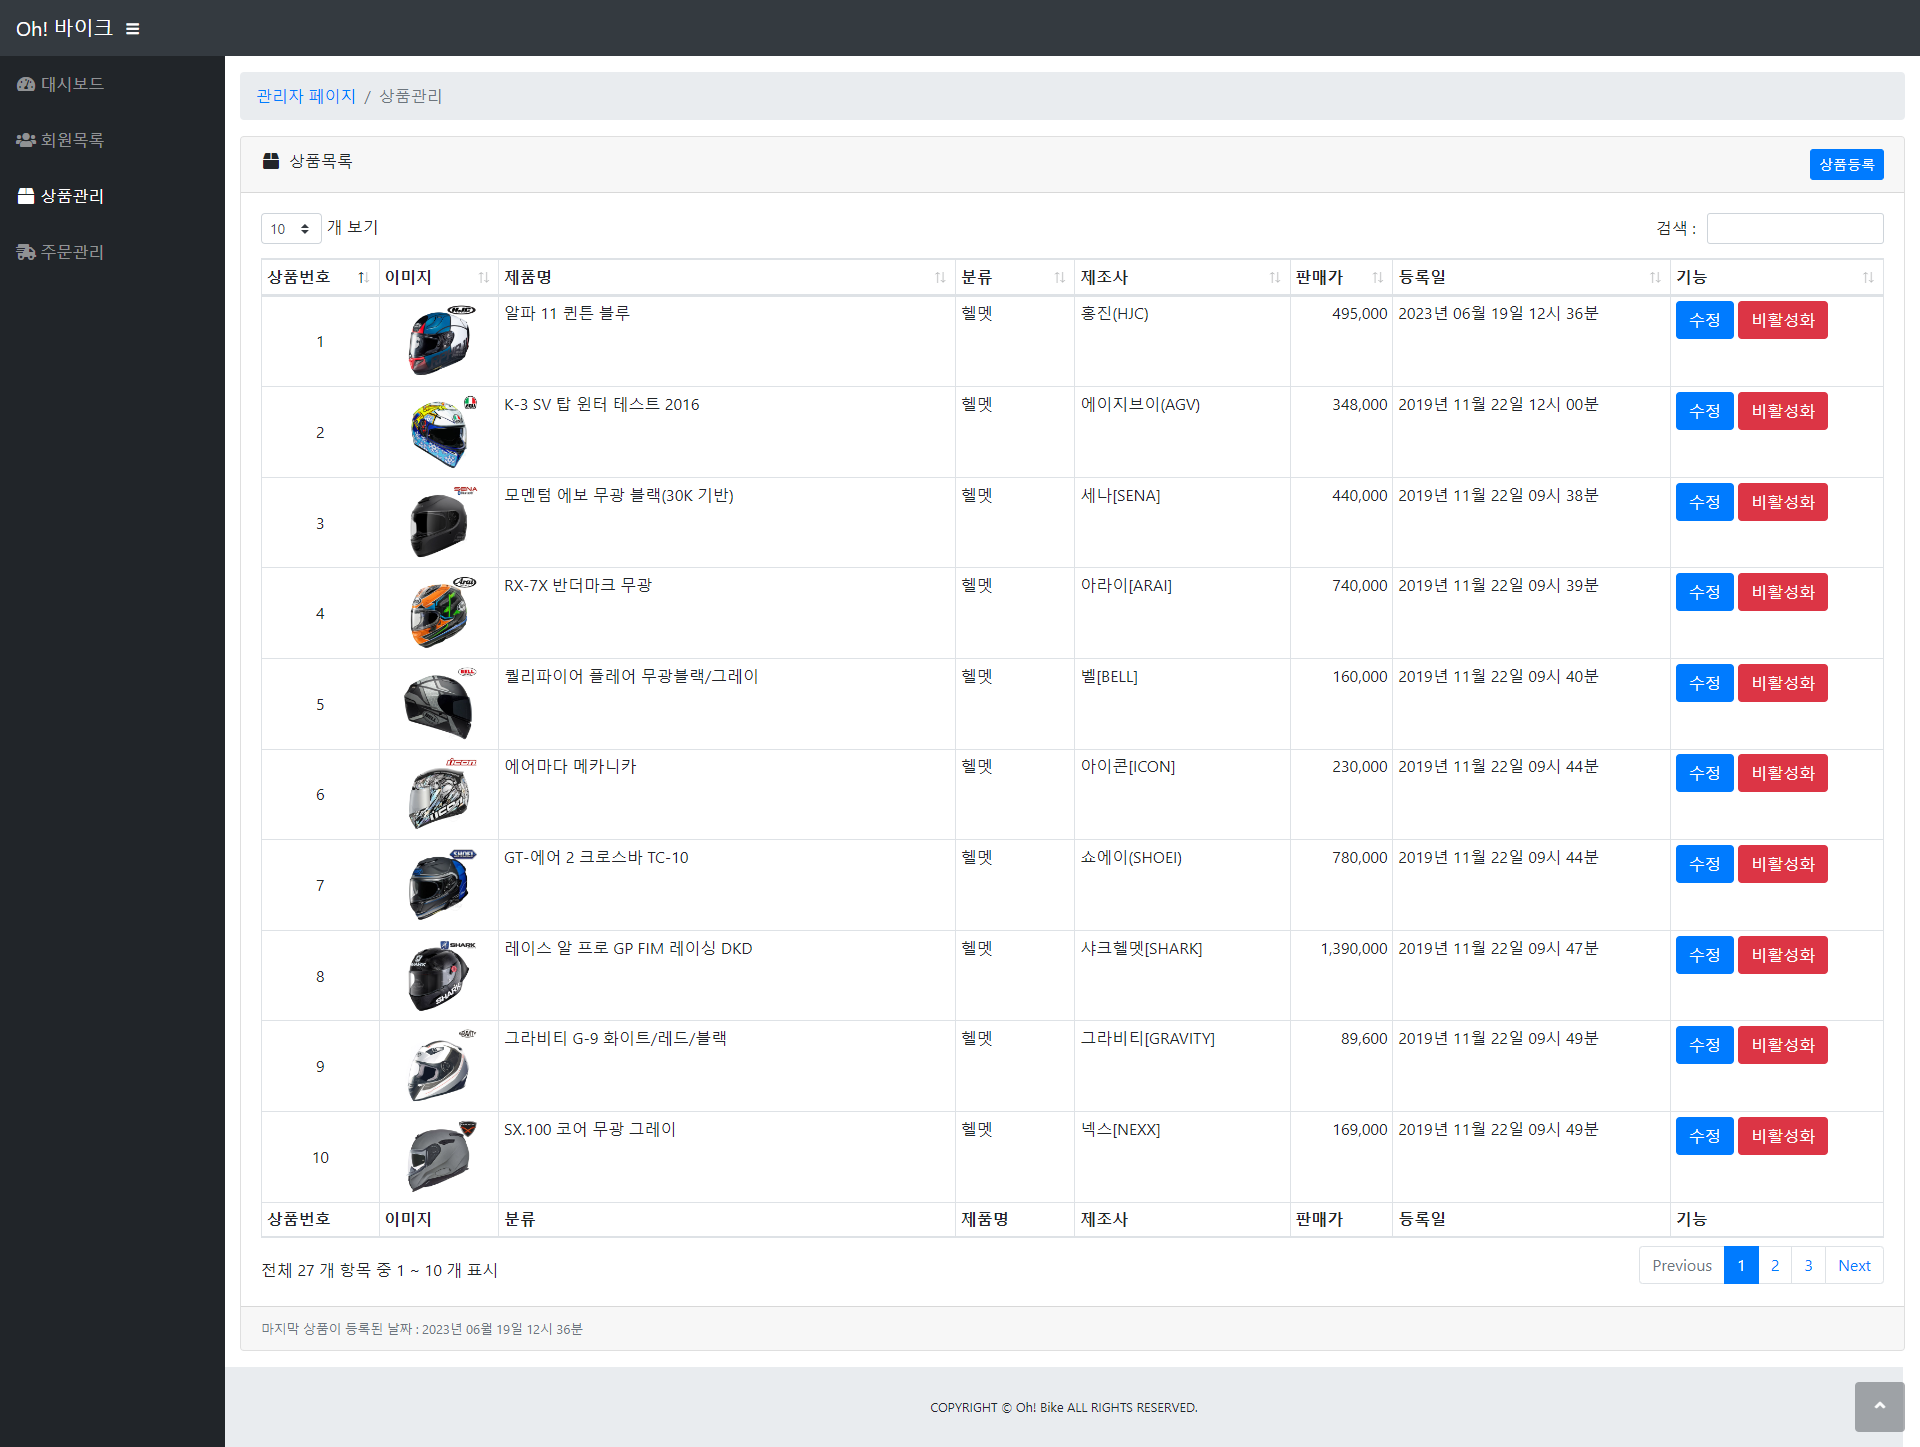 Oh! 바이크
대시보드
회원목록
상품관리
주문관리
관리자 페이지 / 상품관리
상품목록
상품등록
10 개 보기
검색 :
상품번호 이미지 제품명 분류 제조사 판매가 등록일 기능
1 HJC 알파 11 퀸튼 블루 헬멧 홍진(HJC) 495,000 2023년 06월 19일 12시 36분 수정 비활성화
2 K-3 SV 탑 윈터 테스트 2016 헬멧 에이지브이(AGV) 348,000 2019년 11월 22일 12시 00분 수정 비활성화
3 SENA 모멘텀 에보 무광 블랙(30K 기반) 헬멧 세나[SENA] 440,000 2019년 11월 22일 09시 38분 수정 비활성화
4 Arai RX-7X 반더마크 무광 헬멧 아라이[ARAI] 740,000 2019년 11월 22일 09시 39분 수정 비활성화
5 BELL 퀄리파이어 플레어 무광블랙/그레이 헬멧 벨[BELL] 160,000 2019년 11월 22일 09시 40분 수정 비활성화
6 icon 에어마다 메카니카 헬멧 아이콘[ICON] 230,000 2019년 11월 22일 09시 44분 수정 비활성화
7 SHOEI GT-에어 2 크로스바 TC-10 헬멧 쇼에이(SHOEI) 780,000 2019년 11월 22일 09시 44분 수정 비활성화
8 SHARK 레이스 알 프로 GP FIM 레이싱 DKD 헬멧 샤크헬멧[SHARK] 1,390,000 2019년 11월 22일 09시 47분 수정 비활성화
9 그라비티 G-9 화이트/레드/블랙 헬멧 그라비티[GRAVITY] 89,600 2019년 11월 22일 09시 49분 수정 비활성화
10 SX.100 코어 무광 그레이 헬멧 넥스[NEXX] 169,000 2019년 11월 22일 09시 49분 수정 비활성화
상품번호 이미지 분류 제품명 제조사 판매가 등록일 기능
전체 27 개 항목 중 1 ~ 10 개 표시
Previous 1 2 3 Next
마지막 상품이 등록된 날짜 : 2023년 06월 19일 12시 36분
COPYRIGHT © Oh! Bike ALL RIGHTS RESERVED.